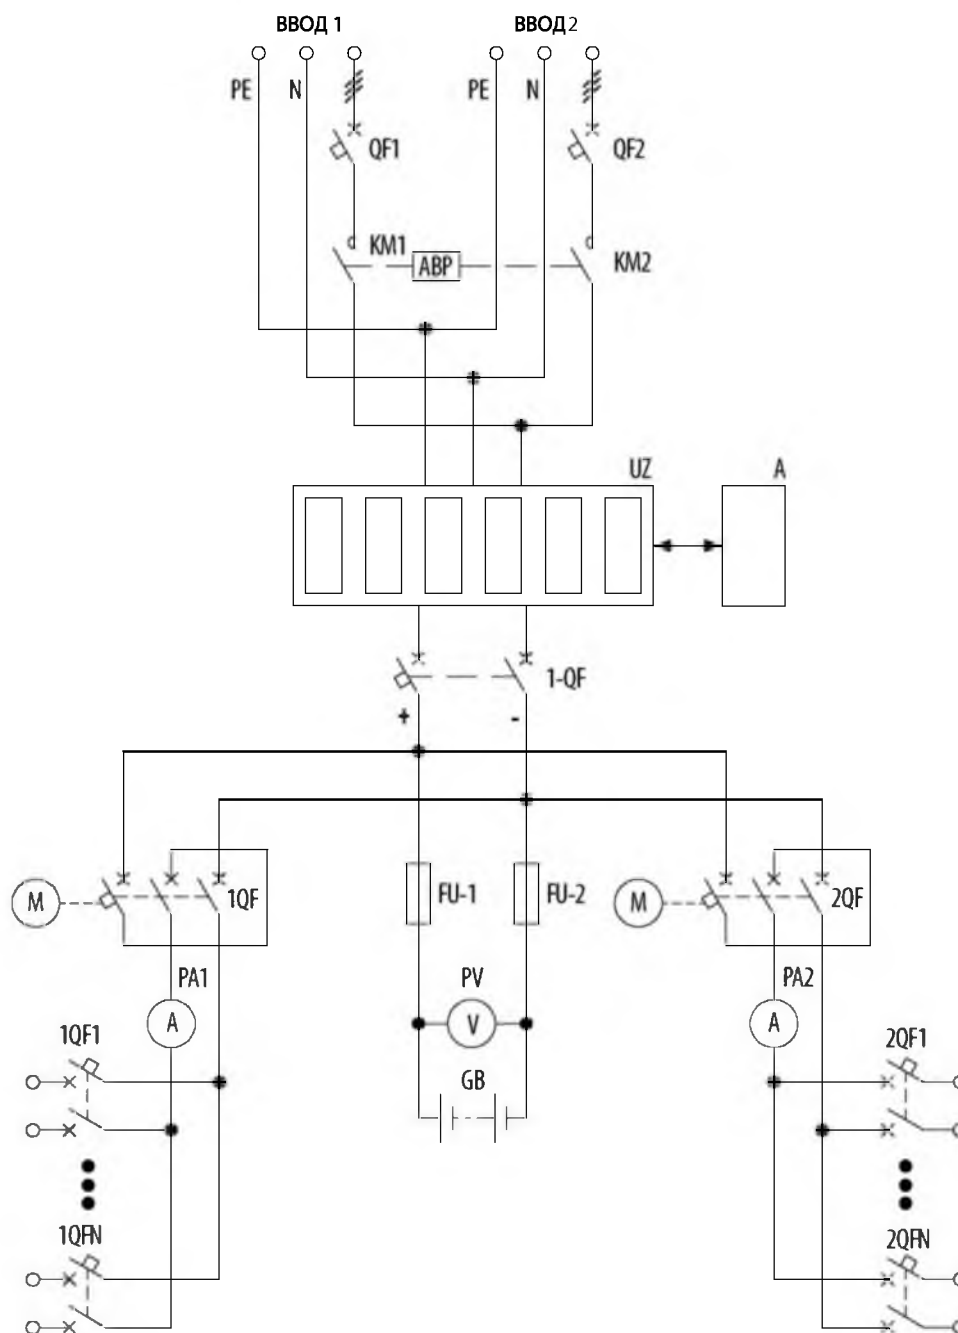 ВВОД 1 ВВОД 2
PE N PE N
QF1 QF2
KM1 АВР KM2
UZ A
1-QF
+ -
M 1QF FU-1 FU-2 M 2QF
PA1 PV PA2
A V A
1QF1 2QF1
GB
1QFN 2QFN